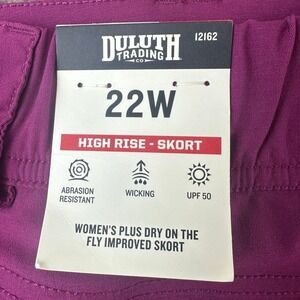 DULUTH 12162
TRADING
CO
22W
HIGH RISE - SKORT
ABRASION RESISTANT
WICKING
UPF 50
WOMEN'S PLUS DRY ON THE
FLY IMPROVED SKORT